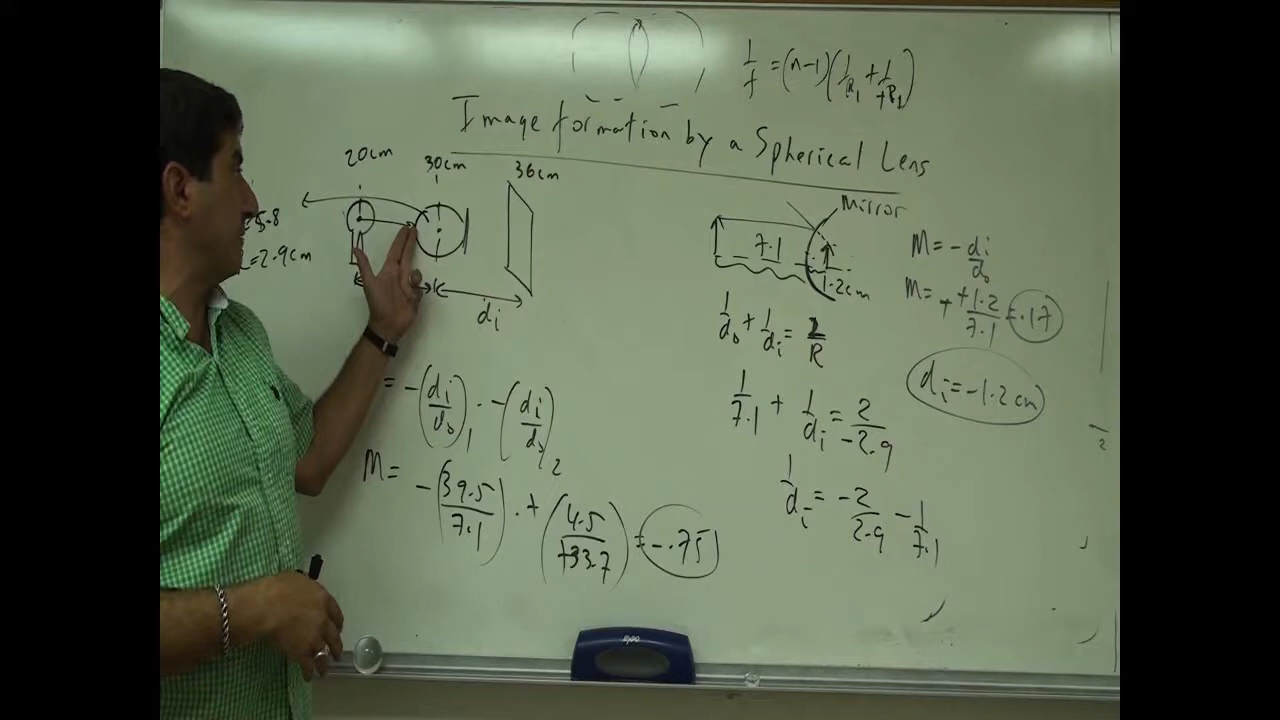 1/f = (n-1)(1/R₁ + 1/+R₂)
Image formation by a Spherical Lens
20cm 30cm 36cm
=5.8
=2.9cm
di
= -(di/do)₁ . -(di/do)₂
M= -(39.5/7.1) . +(4.5/+33.7) = -.75
Mirror
7.1
1.2cm
1/do + 1/di = 2/R
1/7.1 + 1/di = 2/-2.9
1/di = -2/2.9 - 1/7.1
M = -di/do
M = + +1.2/7.1 = .17
di = -1.2 cm
expo